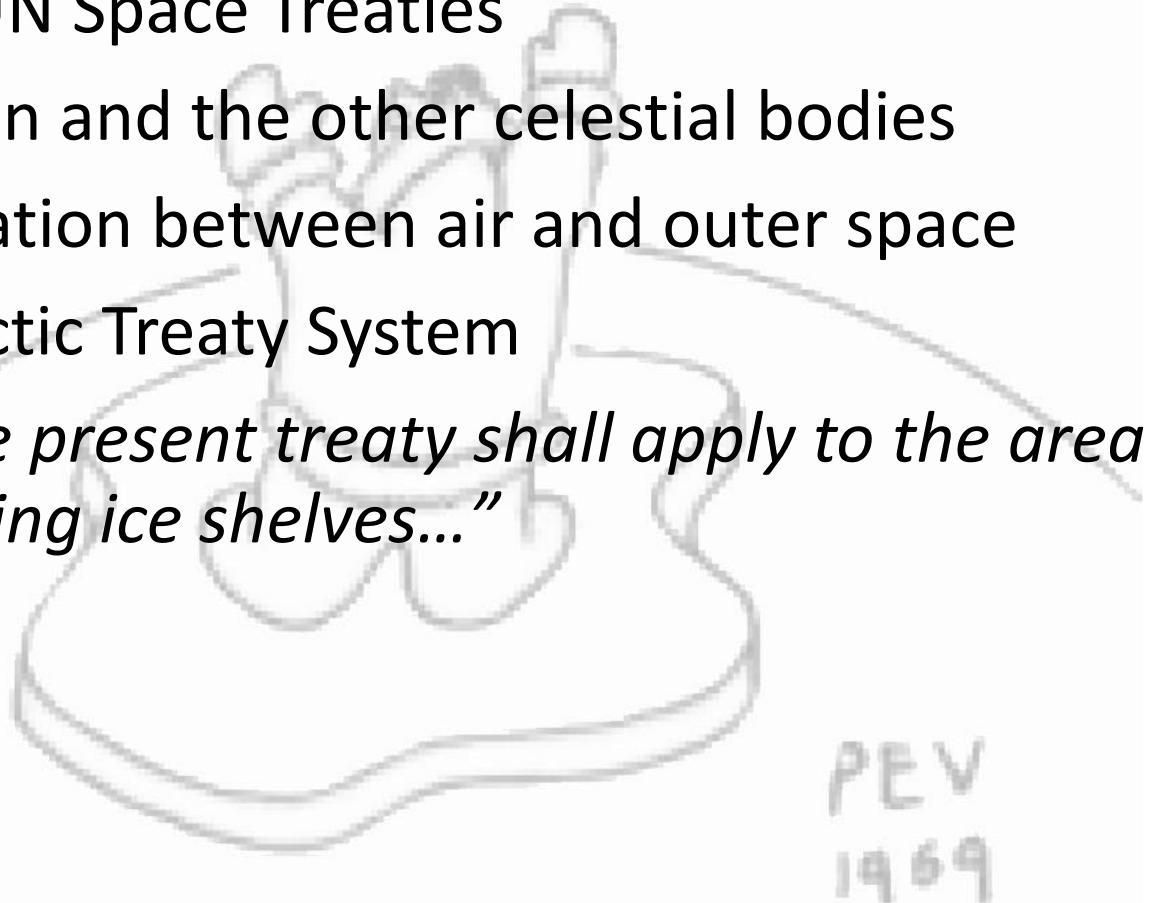 UN Space Treaties
n and the other celestial bodies
ation between air and outer space
ctic Treaty System
e present treaty shall apply to the area
ing ice shelves…”
PEV
1969